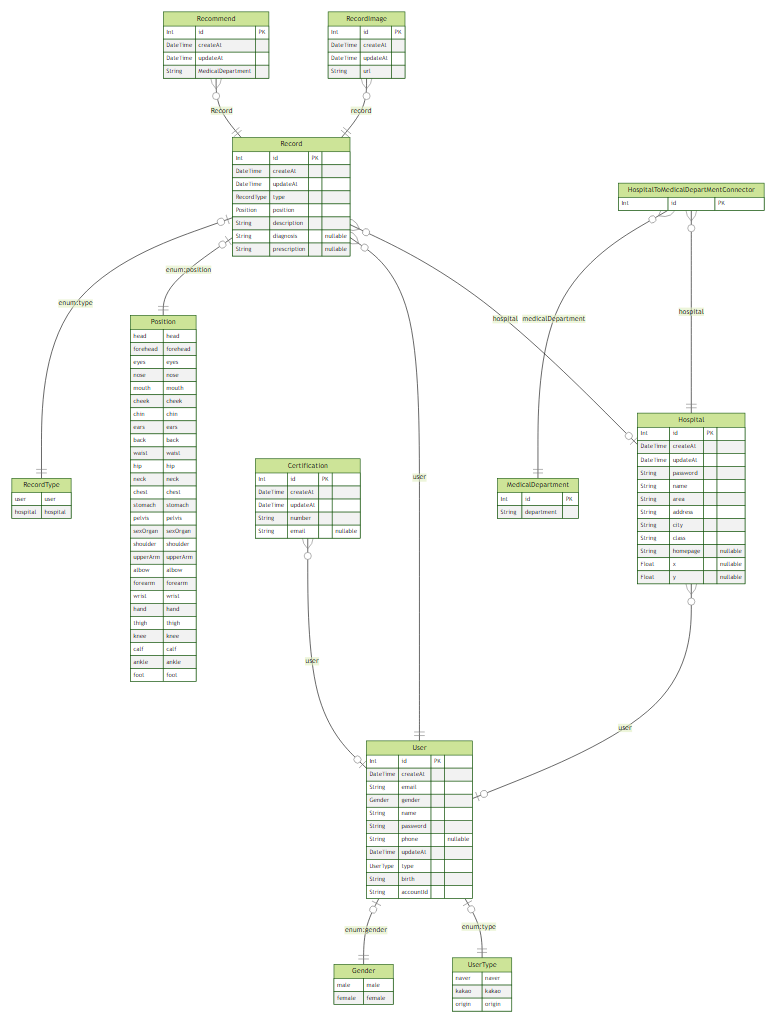 Recommend
Int id PK
DateTime createAt
DateTime updateAt
String MedicalDepartment
RecordImage
Int id PK
DateTime createAt
DateTime updateAt
String url
Record
record
Record
Int id PK
DateTime createAt
DateTime updateAt
RecordType type
Position position
String description
String diagnosis nullable
String prescription nullable
HospitalToMedicalDepartMentConnector
Int id PK
enum:type
enum:position
hospital
medicalDepartment
hospital
Position
head head
forehead forehead
eyes eyes
nose nose
mouth mouth
cheek cheek
chin chin
ears ears
back back
waist waist
hip hip
neck neck
chest chest
stomach stomach
pelvis pelvis
sexOrgan sexOrgan
shoulder shoulder
upperArm upperArm
albow albow
forearm forearm
wrist wrist
hand hand
thigh thigh
knee knee
calf calf
ankle ankle
foot foot
RecordType
user user
hospital hospital
Certification
Int id PK
DateTime createAt
DateTime updateAt
String number
String email nullable
user
MedicalDepartment
Int id PK
String department
Hospital
Int id PK
DateTime createAt
DateTime updateAt
String password
String name
String area
String address
String city
String class
String homepage nullable
Float x nullable
Float y nullable
user
user
User
Int id PK
DateTime createAt
String email
Gender gender
String name
String password
String phone nullable
DateTime updateAt
UserType type
String birth
String accountId
enum:gender
enum:type
Gender
male male
female female
UserType
naver naver
kakao kakao
origin origin